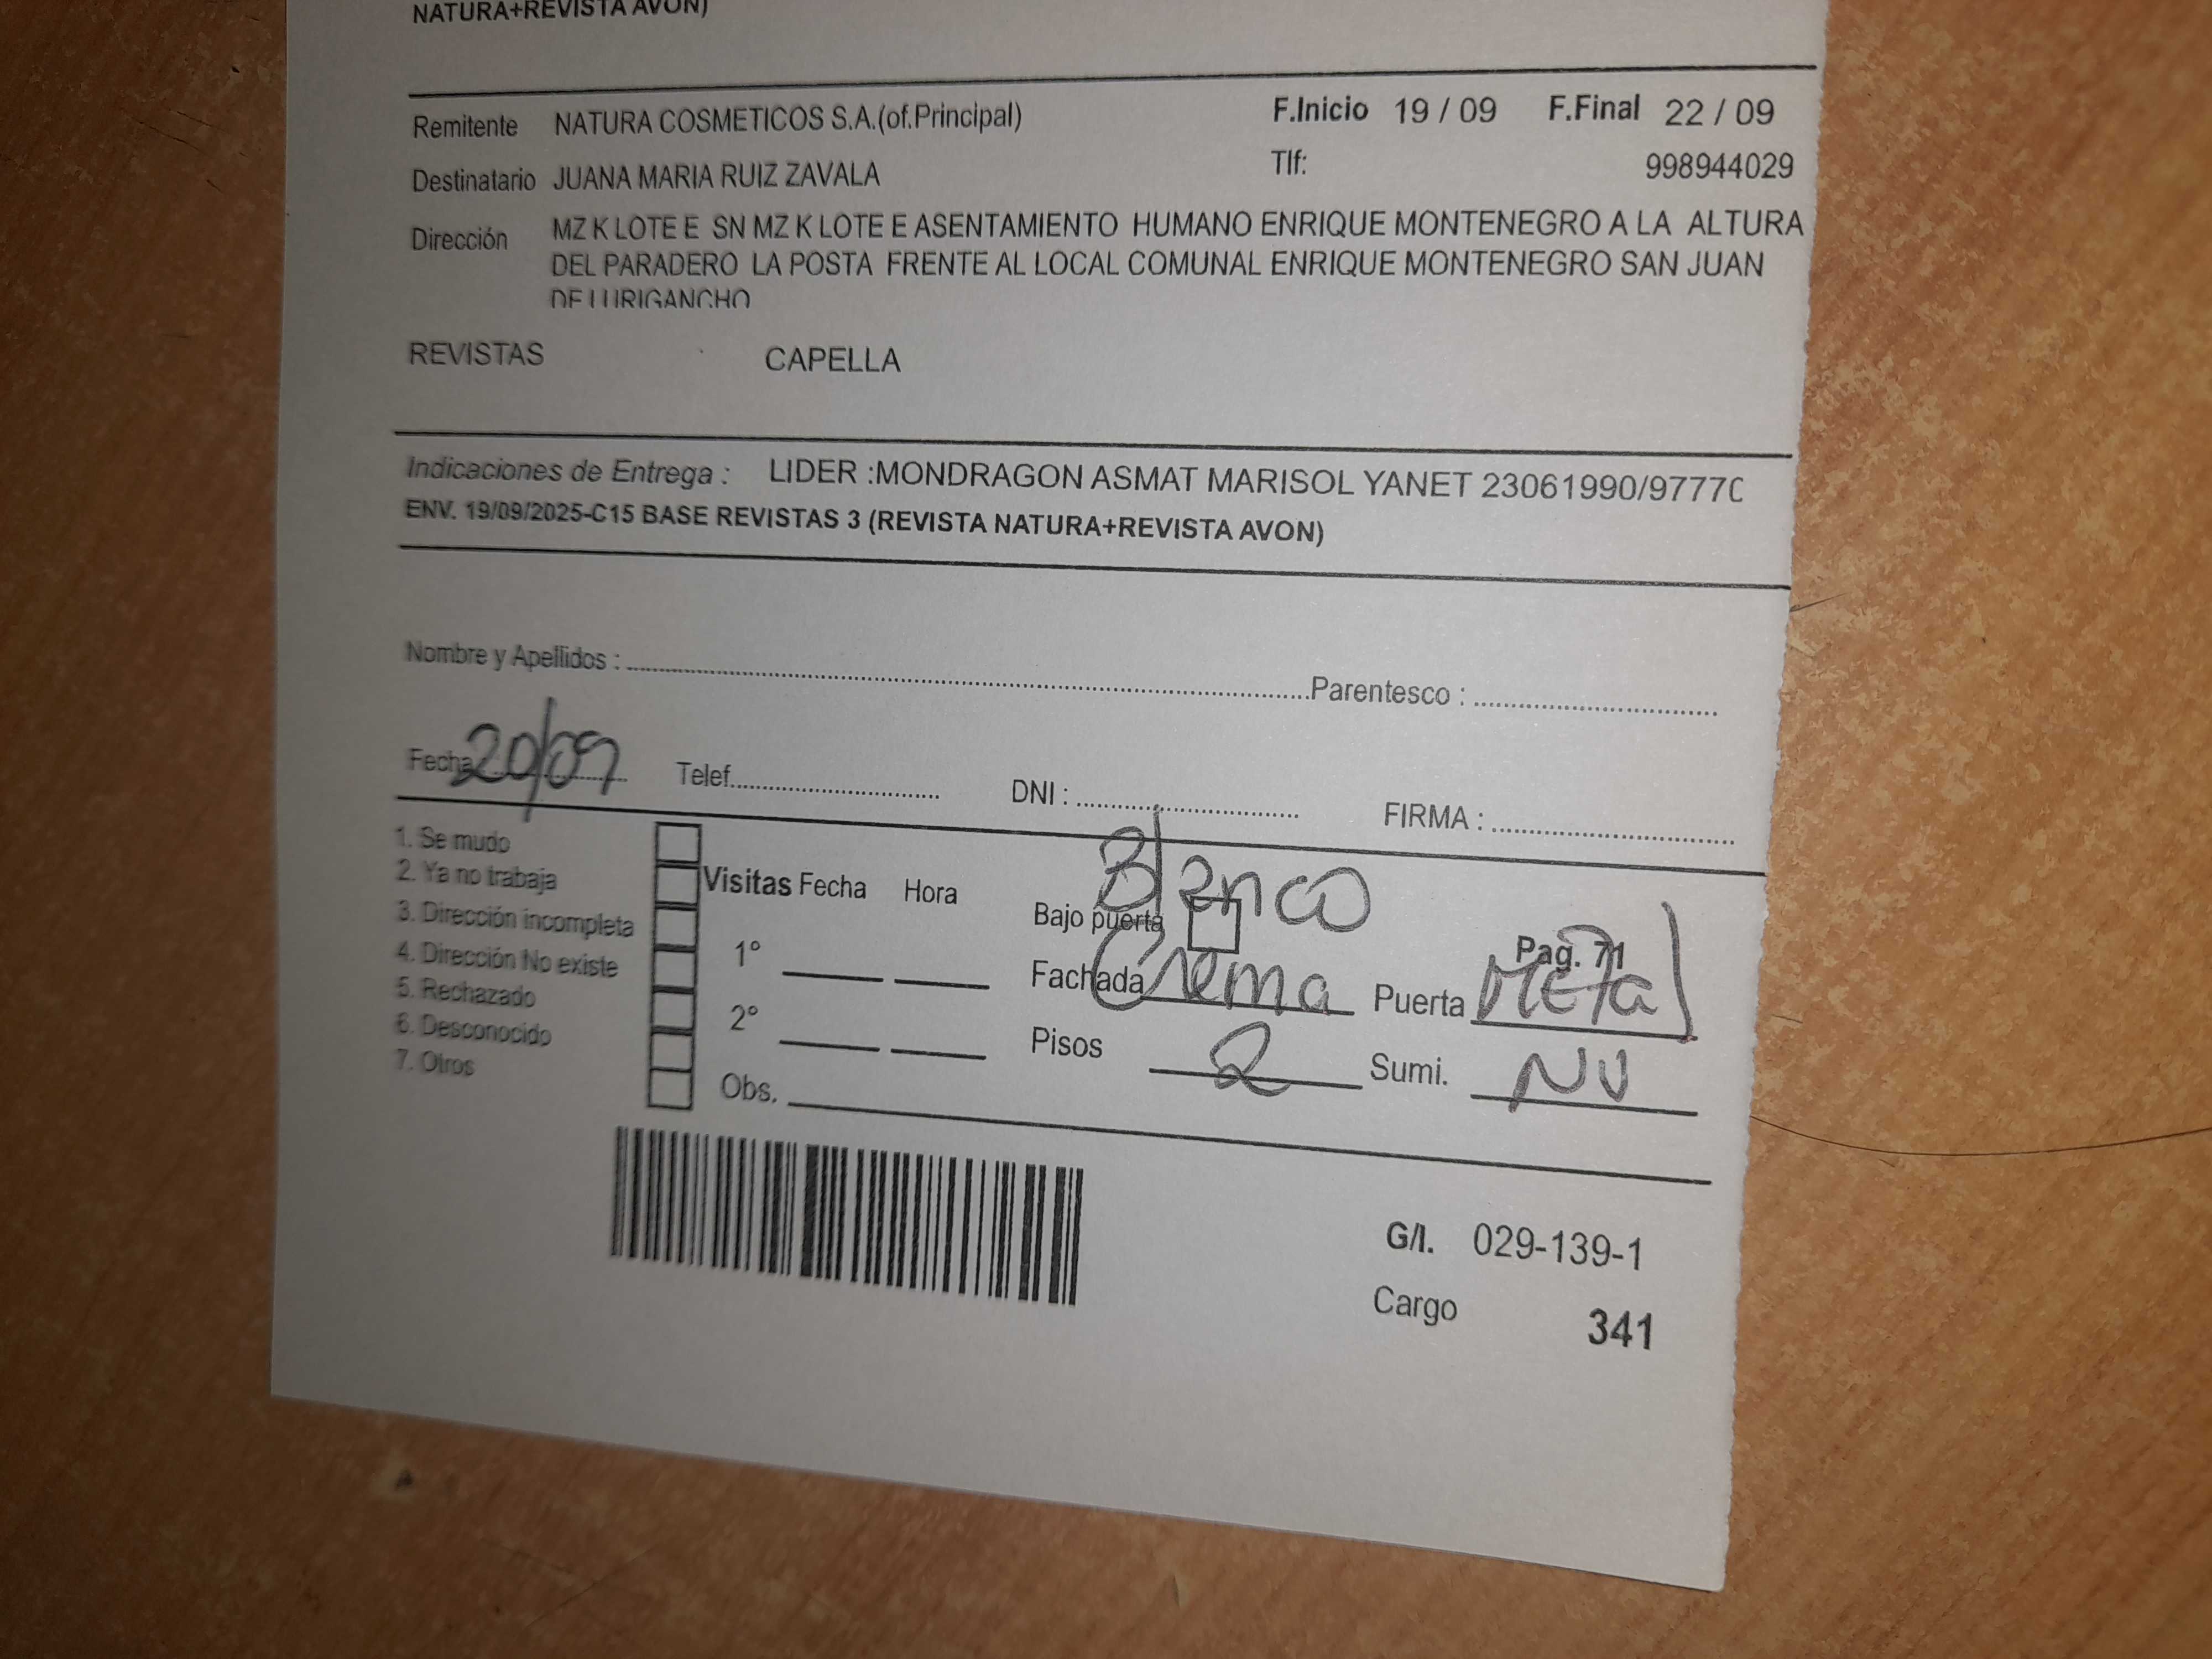 NATURA+REVISTA AVON)
Remitente NATURA COSMETICOS S.A.(of.Principal) F.Inicio 19 / 09 F.Final 22 / 09
Destinatario JUANA MARIA RUIZ ZAVALA Tlf: 998944029
Dirección MZ K LOTE E SN MZ K LOTE E ASENTAMIENTO HUMANO ENRIQUE MONTENEGRO A LA ALTURA
DEL PARADERO LA POSTA FRENTE AL LOCAL COMUNAL ENRIQUE MONTENEGRO SAN JUAN
DE LURIGANCHO
REVISTAS CAPELLA
Indicaciones de Entrega : LIDER :MONDRAGON ASMAT MARISOL YANET 23061990/9777
ENV. 19/09/2025-C15 BASE REVISTAS 3 (REVISTA NATURA+REVISTA AVON)
Nombre y Apellidos : Parentesco :
Fecha 20/09 Telef. DNI : FIRMA :
1. Se mudo
2. Ya no trabaja
3. Dirección incompleta
4. Dirección No existe
5. Rechazado
6. Desconocido
7. Otros
Visitas Fecha Hora
1°
2°
Obs.
Blanco
Bajo puerta
Pag. 71
Fachada Crema Puerta Metal
Pisos 2 Sumi. NO
G/I. 029-139-1
Cargo 341